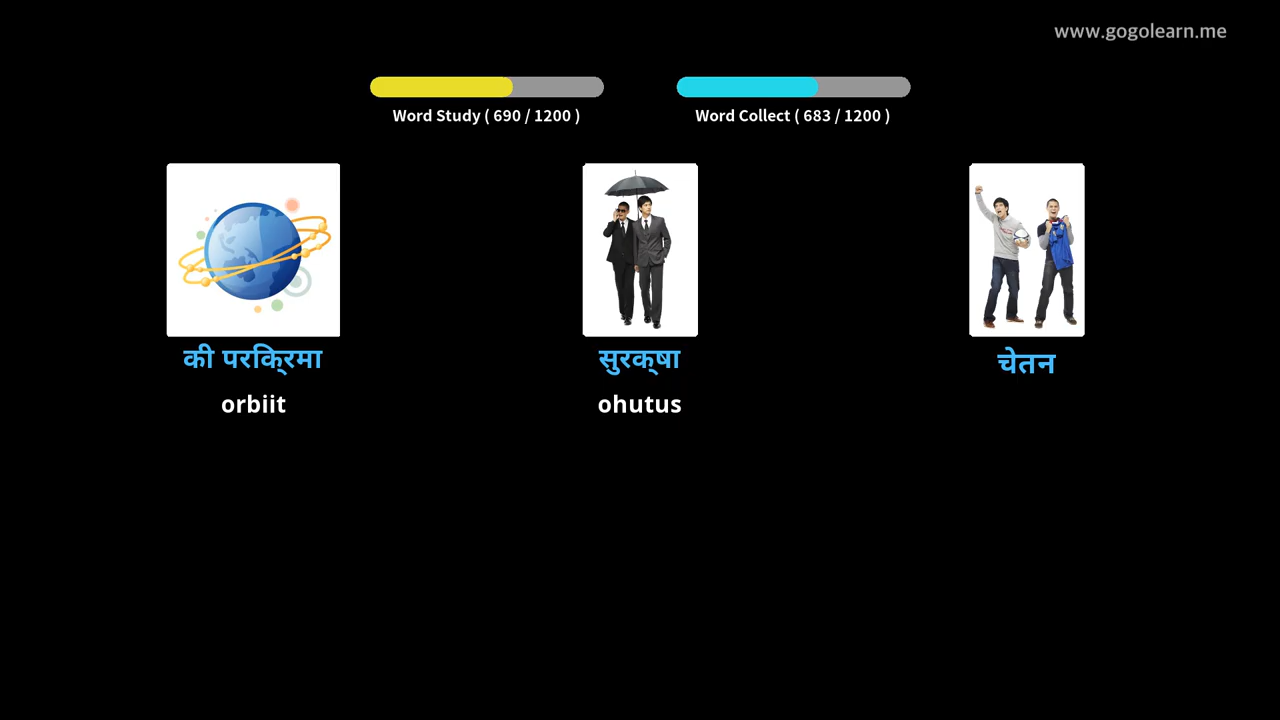 www.gogolearn.me
Word Study ( 690 / 1200 )
Word Collect ( 683 / 1200 )
की परिक्रमा
सुरक्षा
चेतन
orbiit
ohutus